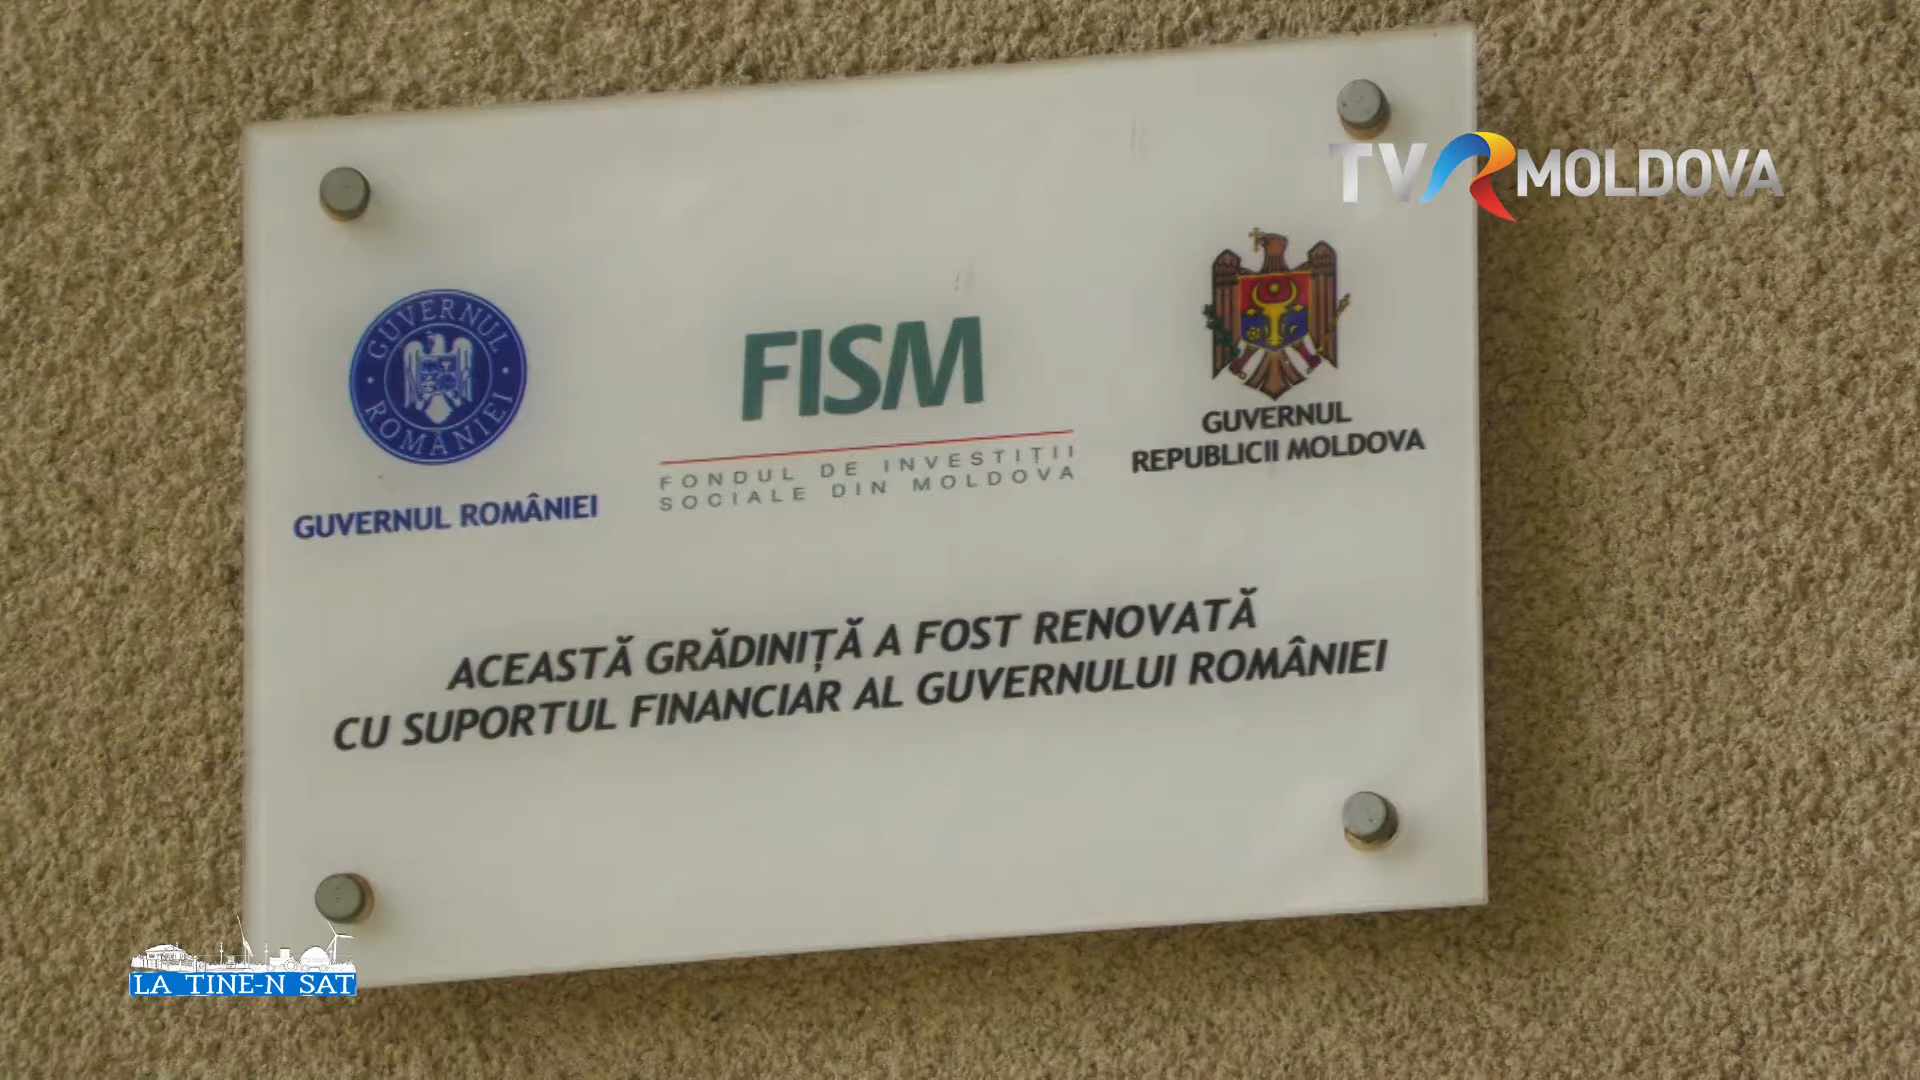 TVR MOLDOVA
GUVERNUL ROMÂNIEI
GUVERNUL ROMÂNIEI
FISM
FONDUL DE INVESTIȚII
SOCIALE DIN MOLDOVA
GUVERNUL
REPUBLICII MOLDOVA
ACEASTĂ GRĂDINIȚĂ A FOST RENOVATĂ
CU SUPORTUL FINANCIAR AL GUVERNULUI ROMÂNIEI
LA TINE-N SAT